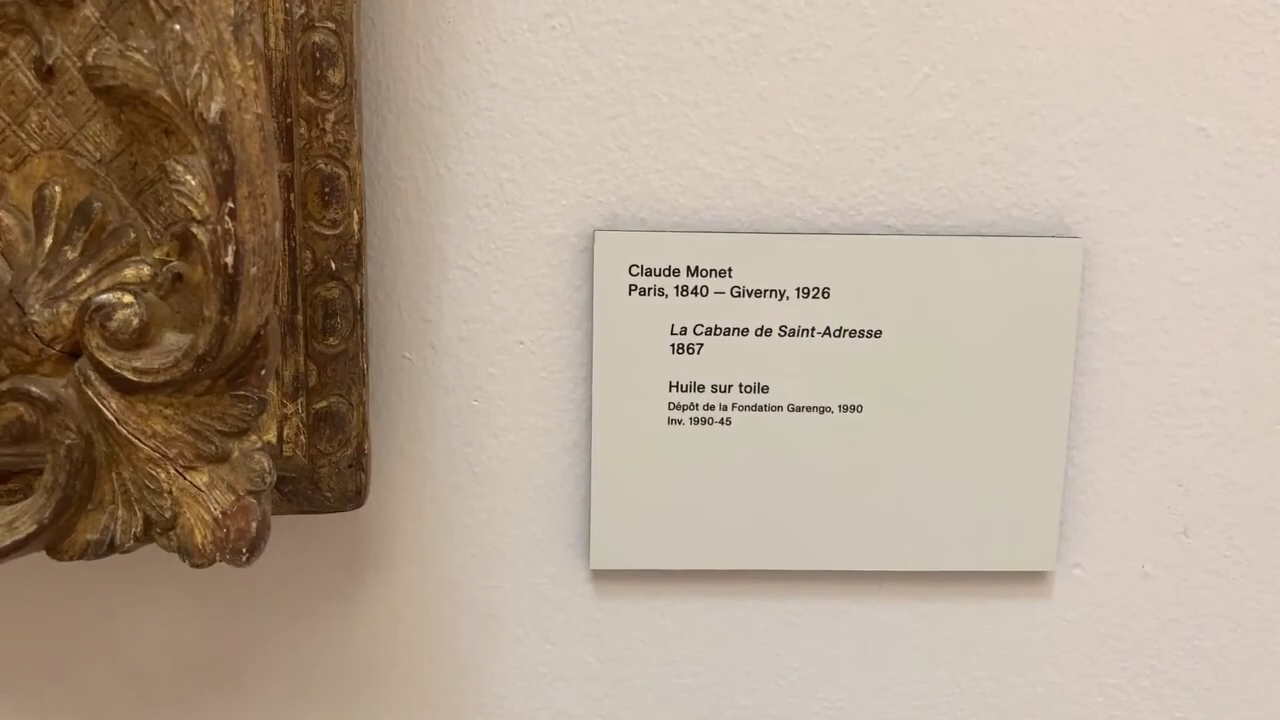 Claude Monet
Paris, 1840 — Giverny, 1926
La Cabane de Saint-Adresse
1867
Huile sur toile
Dépôt de la Fondation Garengo, 1990
Inv. 1990-45